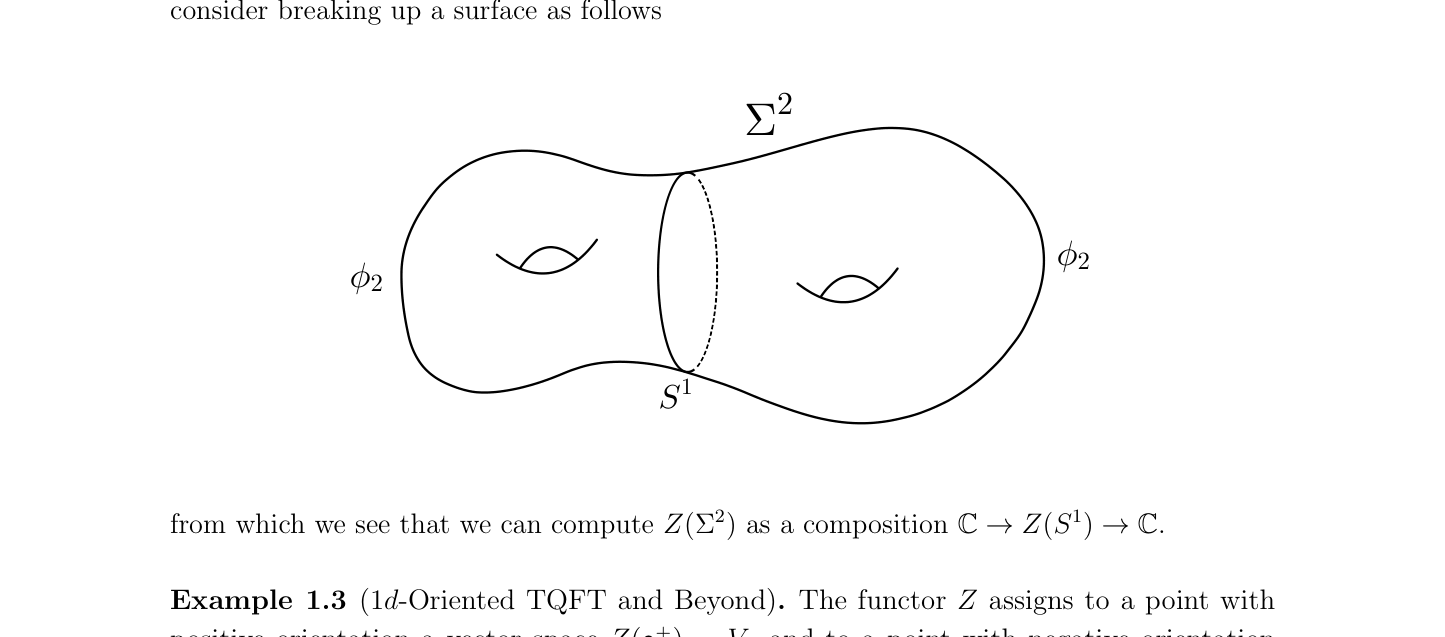 consider breaking up a surface as follows
Σ²
ϕ₂
ϕ₂
S¹
from which we see that we can compute Z(Σ²) as a composition ℂ → Z(S¹) → ℂ.
Example 1.3 (1d-Oriented TQFT and Beyond). The functor Z assigns to a point with